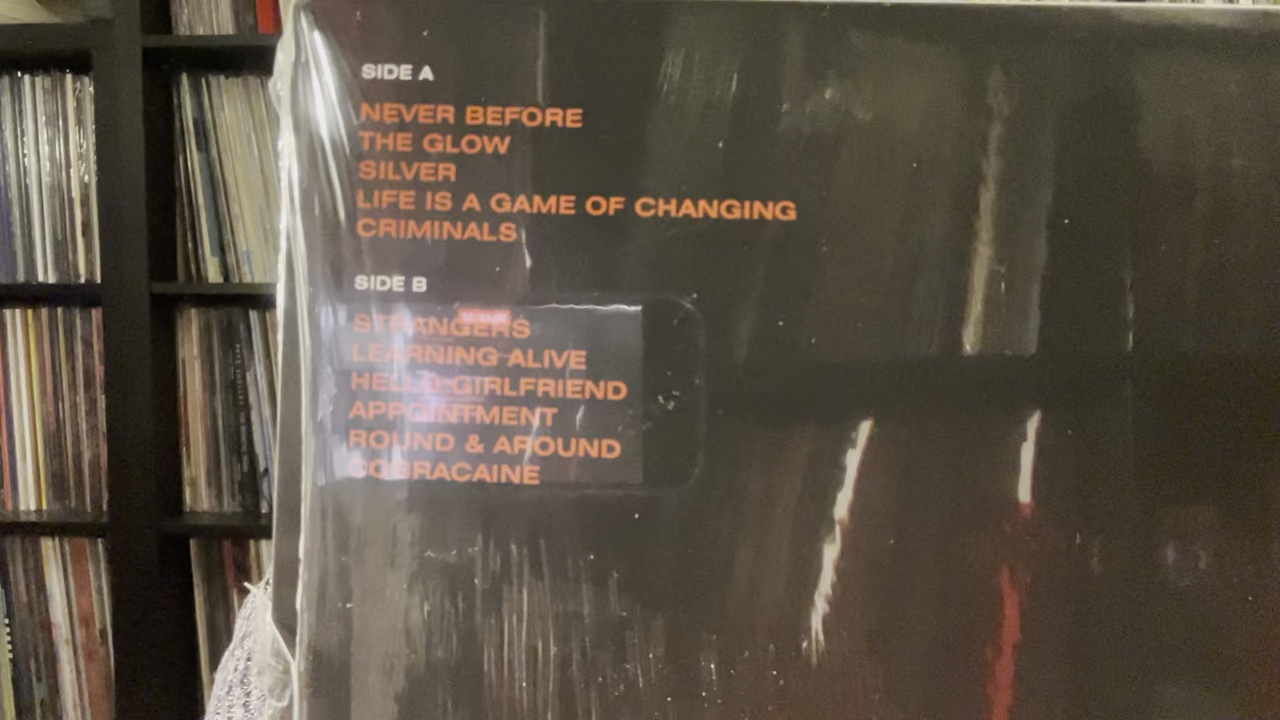 SIDE A
NEVER BEFORE
THE GLOW
SILVER
LIFE IS A GAME OF CHANGING
CRIMINALS
SIDE B
STRANGERS
LEARNING ALIVE
HELLO GIRLFRIEND
APPOINTMENT
ROUND & AROUND
COBRACAINE